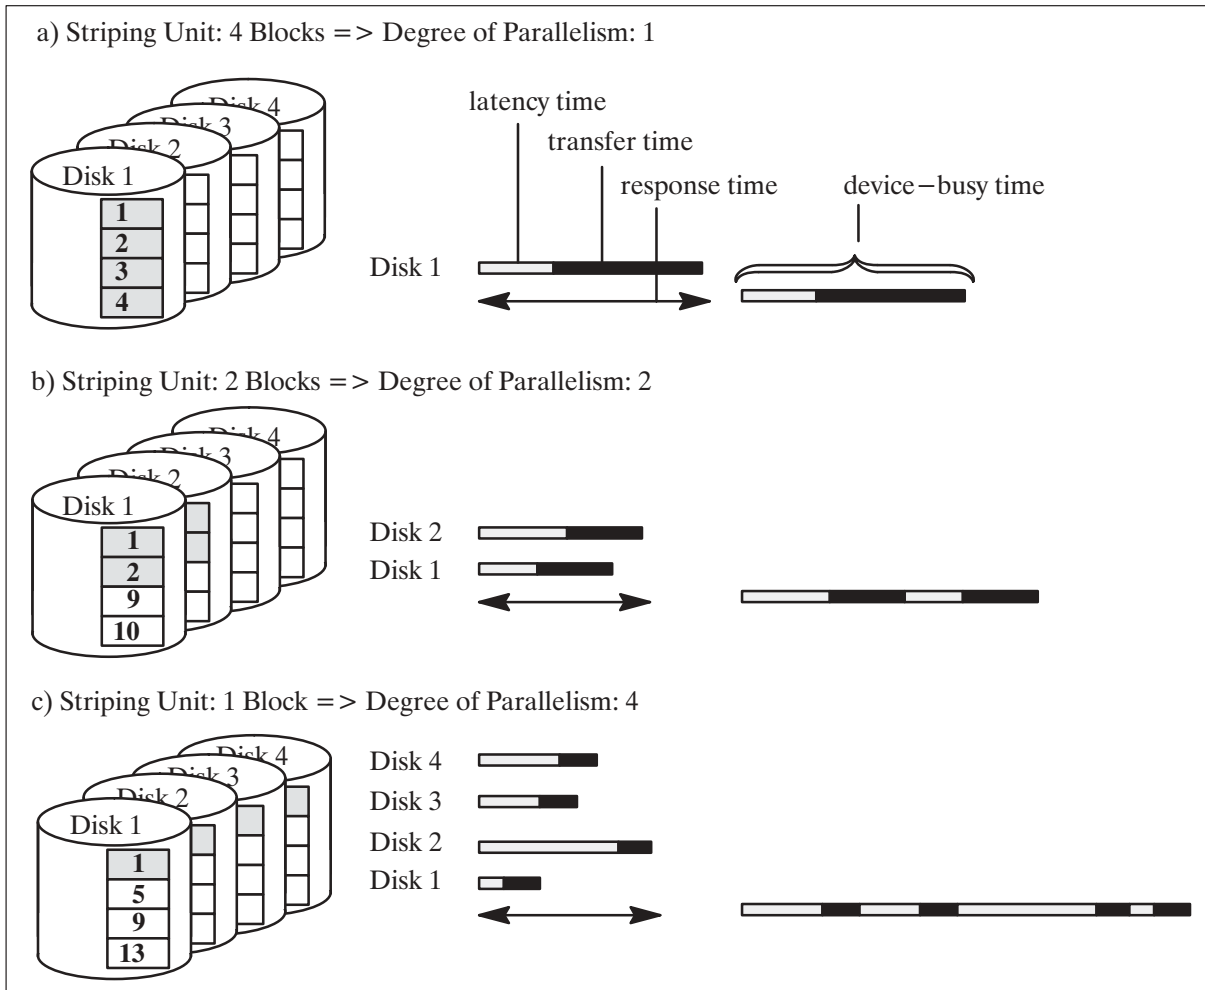 a) Striping Unit: 4 Blocks => Degree of Parallelism: 1
Disk 4
Disk 3
Disk 2
Disk 1
1
2
3
4
latency time
transfer time
response time
device-busy time
Disk 1
b) Striping Unit: 2 Blocks => Degree of Parallelism: 2
Disk 4
Disk 3
Disk 2
Disk 1
1
2
9
10
Disk 2
Disk 1
c) Striping Unit: 1 Block => Degree of Parallelism: 4
Disk 4
Disk 3
Disk 2
Disk 1
1
5
9
13
Disk 4
Disk 3
Disk 2
Disk 1